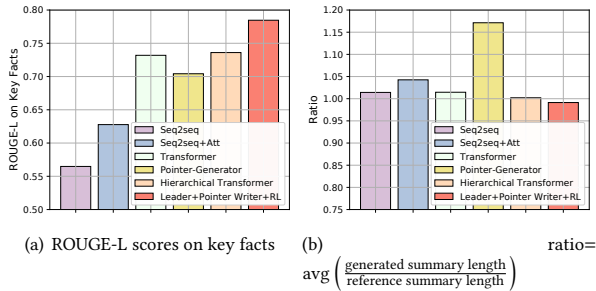 0.80
0.75
0.70
0.65
0.60
0.55
0.50
ROUGE-L on Key Facts
Seq2seq
Seq2seq+Att
Transformer
Pointer-Generator
Hierarchical Transformer
Leader+Pointer Writer+RL
1.20
1.15
1.10
1.05
1.00
0.95
0.90
0.85
0.80
0.75
Ratio
Seq2seq
Seq2seq+Att
Transformer
Pointer-Generator
Hierarchical Transformer
Leader+Pointer Writer+RL
(a) ROUGE-L scores on key facts
(b) ratio=
avg ( generated summary length
reference summary length )